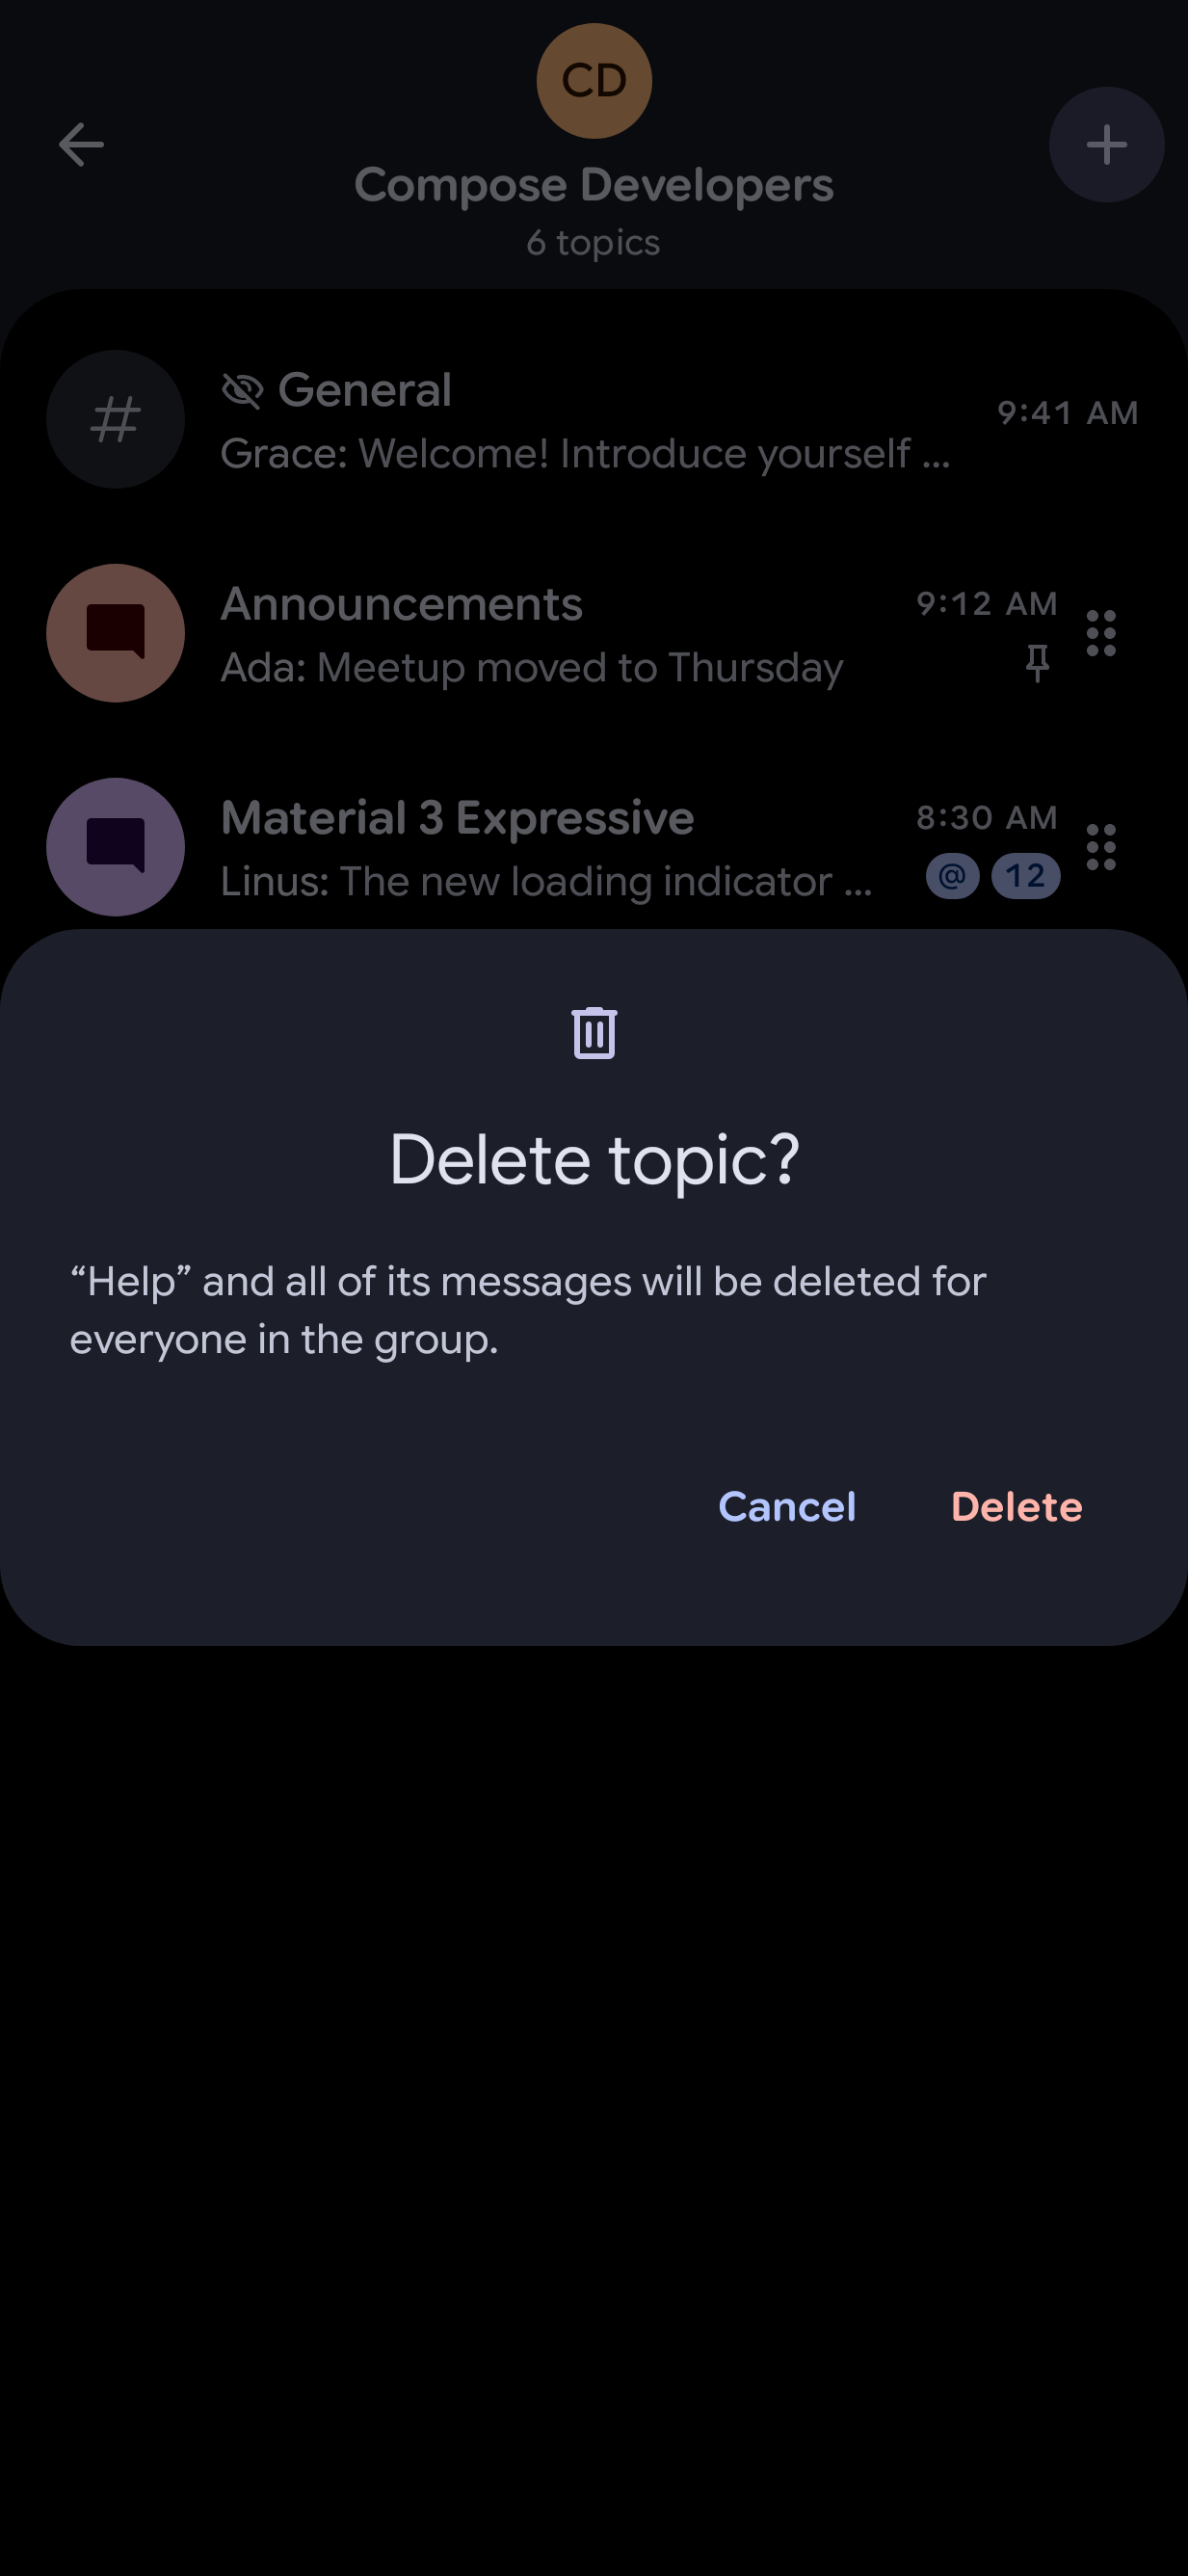 CD
Compose Developers
6 topics
# General
9:41 AM
Grace: Welcome! Introduce yourself ...
Announcements
9:12 AM
Ada: Meetup moved to Thursday
Material 3 Expressive
8:30 AM
Linus: The new loading indicator ...
@ 12
Delete topic?
“Help” and all of its messages will be deleted for
everyone in the group.
Cancel Delete